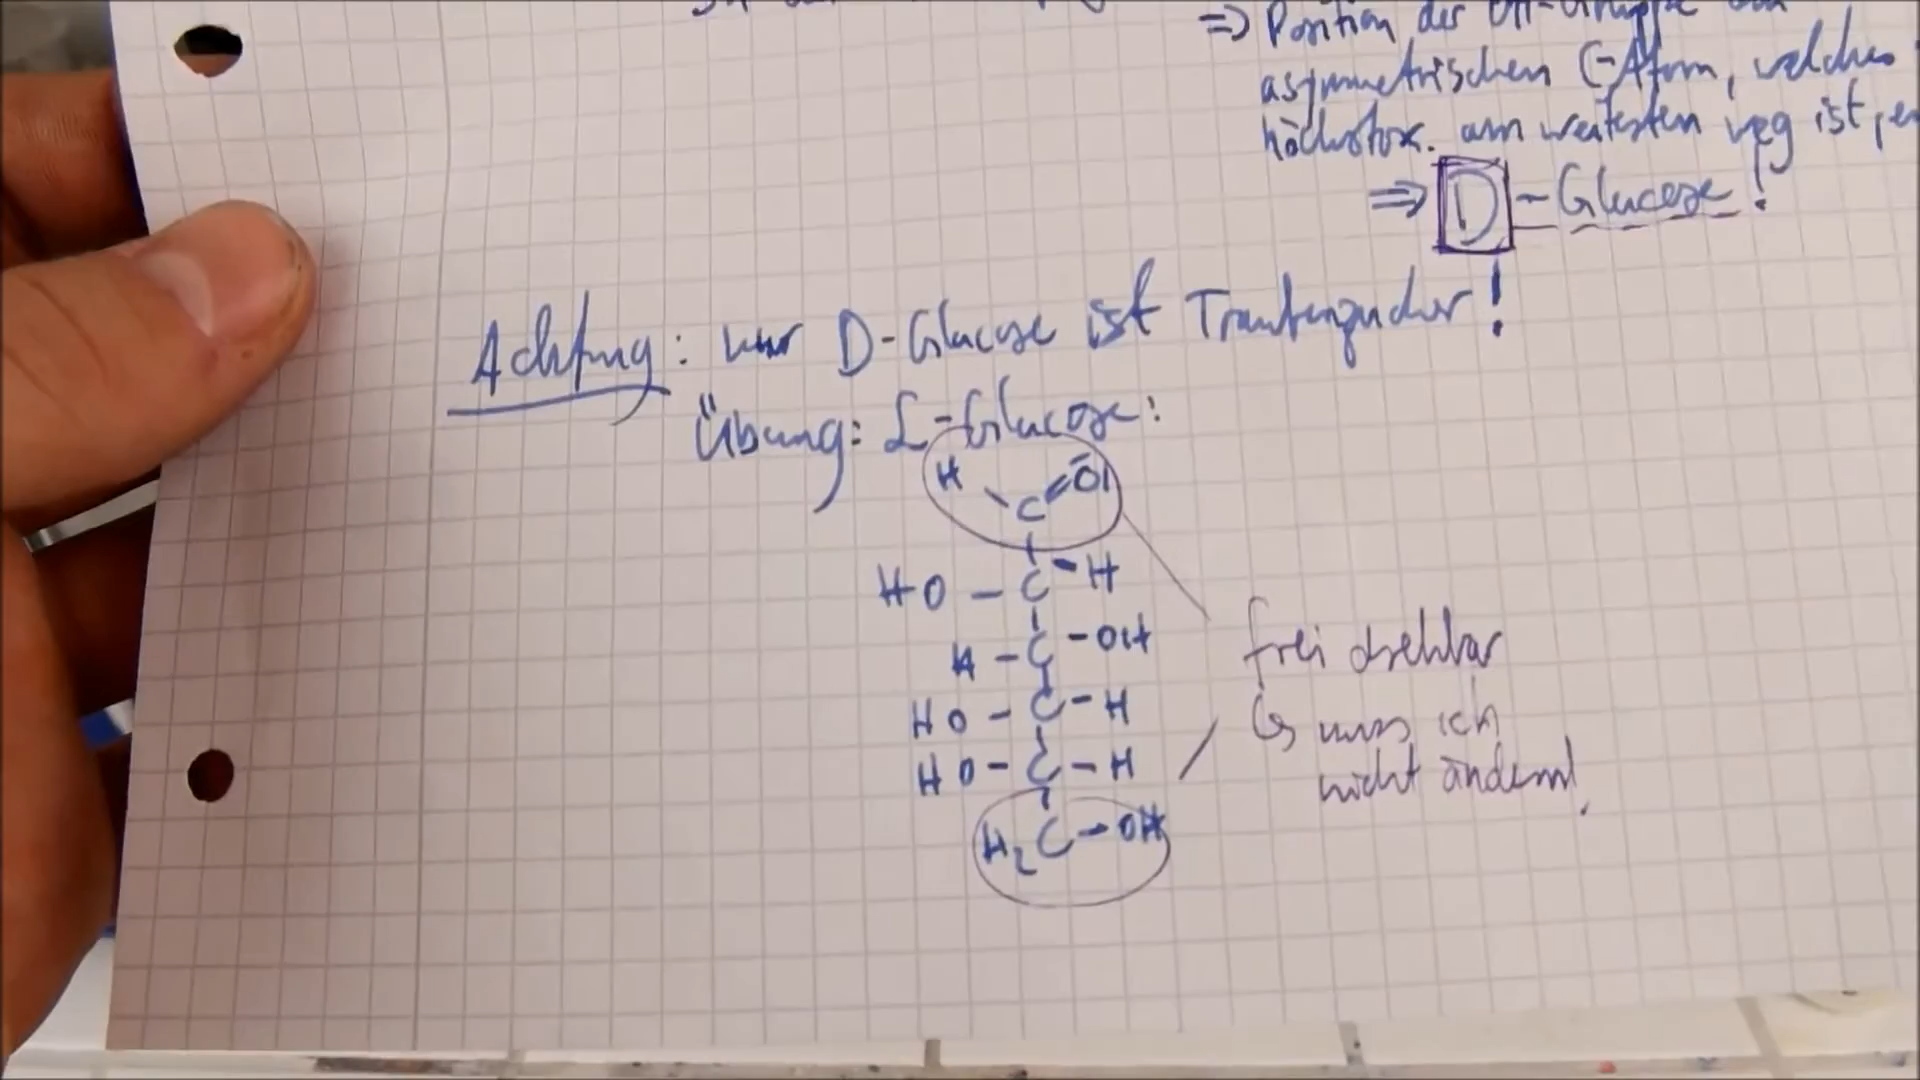 ⇒ Position der OH-Gruppe
asymmetrischen C-Atom, welches
höchstox. am weitesten weg ist,
⇒ D - Glucose!
Achtung: nur D-Glucose ist Traubenzucker!
Übung: L-Glucose:
H C=O|
HO - C - H
H - C - OH
HO - C - H
HO - C - H
H2C - OH
frei drehbar
↳ muss ich
nicht ändern!